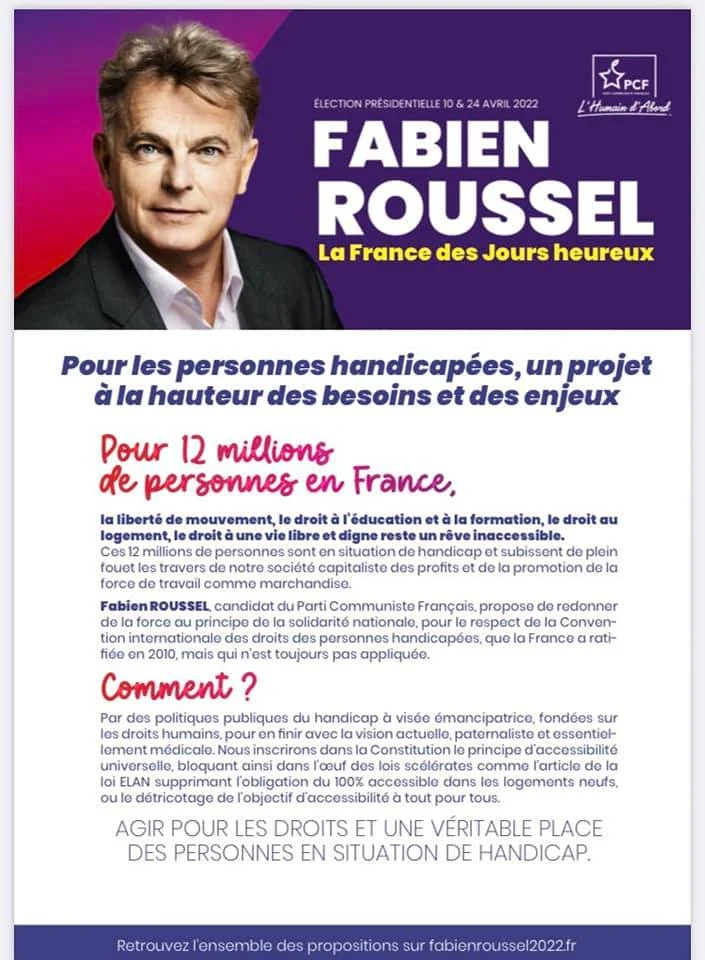 ÉLECTION PRÉSIDENTIELLE 10 & 24 AVRIL 2022
PCF
PARTI COMMUNISTE FRANÇAIS
L'Humain d'Abord
FABIEN
ROUSSEL
La France des Jours heureux
Pour les personnes handicapées, un projet
à la hauteur des besoins et des enjeux
Pour 12 millions
de personnes en France,
la liberté de mouvement, le droit à l'éducation et à la formation, le droit au
logement, le droit à une vie libre et digne reste un rêve inaccessible.
Ces 12 millions de personnes sont en situation de handicap et subissent de plein
fouet les travers de notre société capitaliste des profits et de la promotion de la
force de travail comme marchandise.
Fabien ROUSSEL, candidat du Parti Communiste Français, propose de redonner
de la force au principe de la solidarité nationale, pour le respect de la Conven-
tion internationale des droits des personnes handicapées, que la France a rati-
fiée en 2010, mais qui n'est toujours pas appliquée.
Comment ?
Par des politiques publiques du handicap à visée émancipatrice, fondées sur
les droits humains, pour en finir avec la vision actuelle, paternaliste et essentiel-
lement médicale. Nous inscrirons dans la Constitution le principe d'accessibilité
universelle, bloquant ainsi dans l'œuf des lois scélérates comme l'article de la
loi ELAN supprimant l'obligation du 100% accessible dans les logements neufs,
ou le détricotage de l'objectif d'accessibilité à tout pour tous.
AGIR POUR LES DROITS ET UNE VÉRITABLE PLACE
DES PERSONNES EN SITUATION DE HANDICAP.
Retrouvez l'ensemble des propositions sur fabienroussel2022.fr